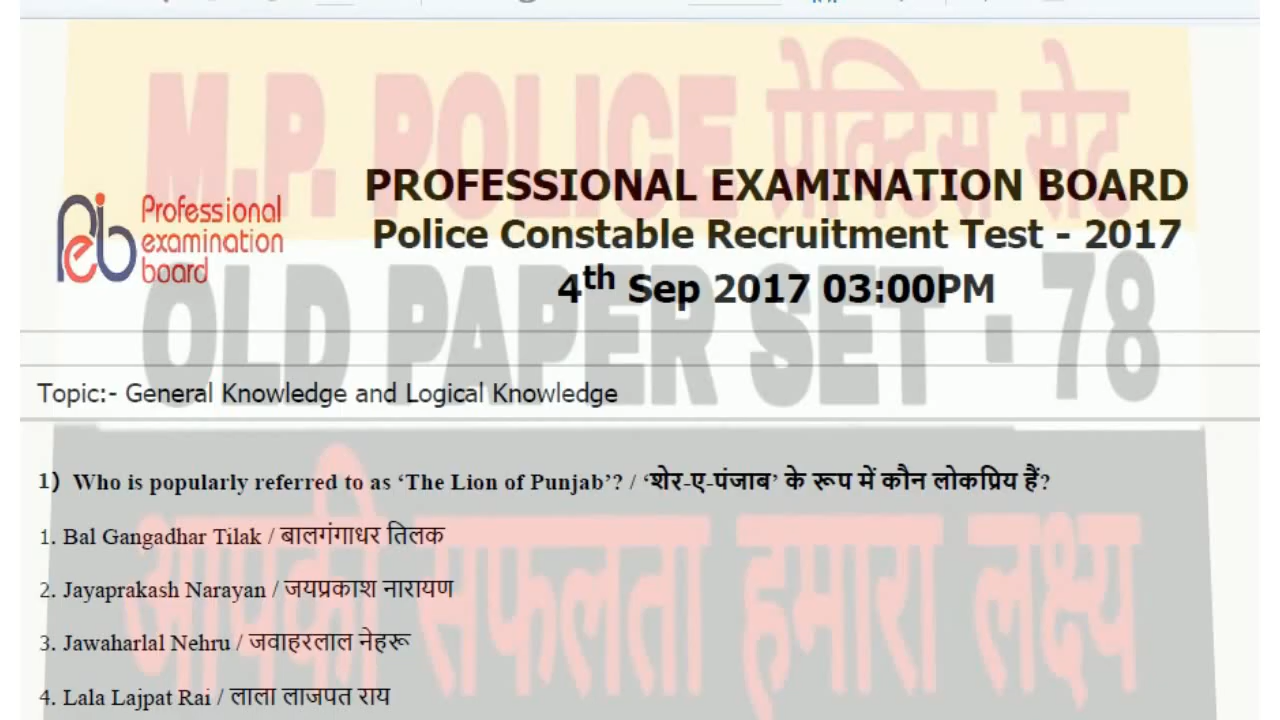 M.P. POLICE प्रेक्टिस सेट
Professional
examination
board
PROFESSIONAL EXAMINATION BOARD
Police Constable Recruitment Test - 2017
4th Sep 2017 03:00PM
OLD PAPER SET - 78
Topic:- General Knowledge and Logical Knowledge
आपकी सफलता हमारा लक्ष्य
1) Who is popularly referred to as ‘The Lion of Punjab’? / ‘शेर-ए-पंजाब’ के रूप में कौन लोकप्रिय हैं?
1. Bal Gangadhar Tilak / बालगंगाधर तिलक
2. Jayaprakash Narayan / जयप्रकाश नारायण
3. Jawaharlal Nehru / जवाहरलाल नेहरू
4. Lala Lajpat Rai / लाला लाजपत राय